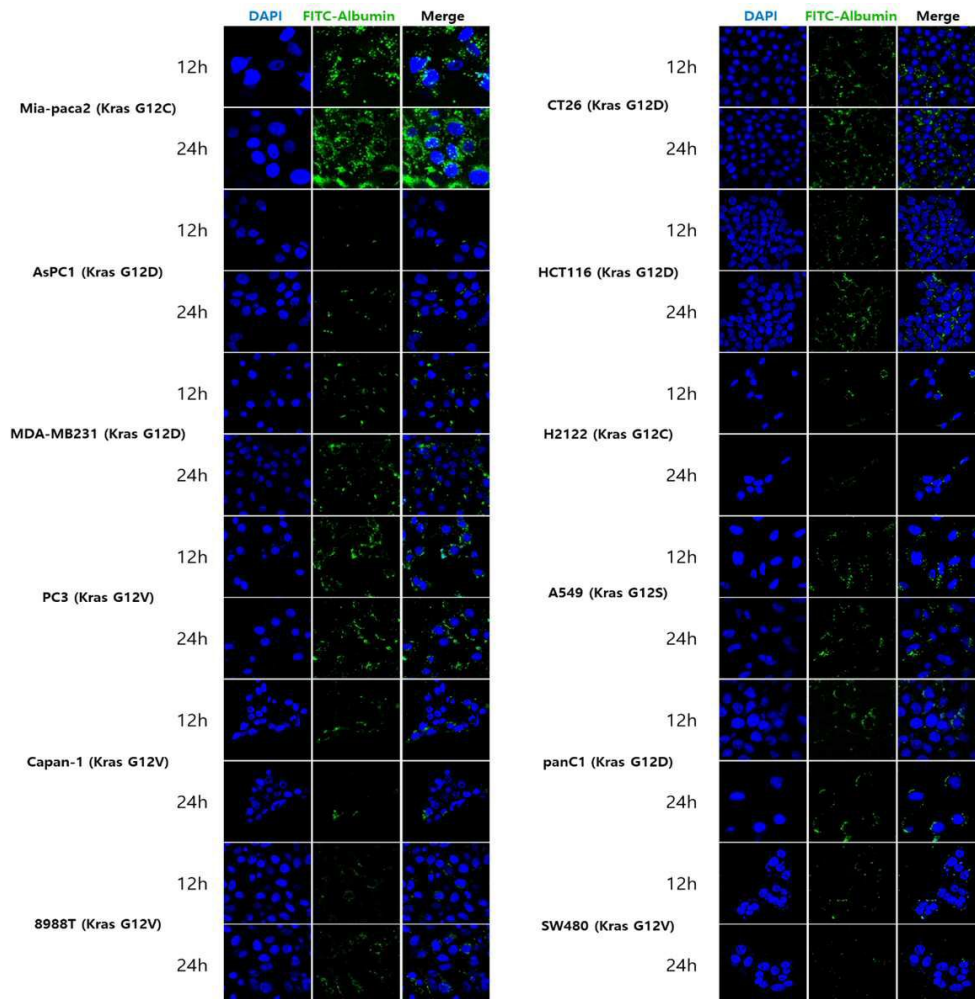 DAPI FITC-Albumin Merge
12h
Mia-paca2 (Kras G12C)
24h
12h
AsPC1 (Kras G12D)
24h
12h
MDA-MB231 (Kras G12D)
24h
12h
PC3 (Kras G12V)
24h
12h
Capan-1 (Kras G12V)
24h
12h
8988T (Kras G12V)
24h
DAPI FITC-Albumin Merge
12h
CT26 (Kras G12D)
24h
12h
HCT116 (Kras G12D)
24h
12h
H2122 (Kras G12C)
24h
12h
A549 (Kras G12S)
24h
12h
panC1 (Kras G12D)
24h
12h
SW480 (Kras G12V)
24h